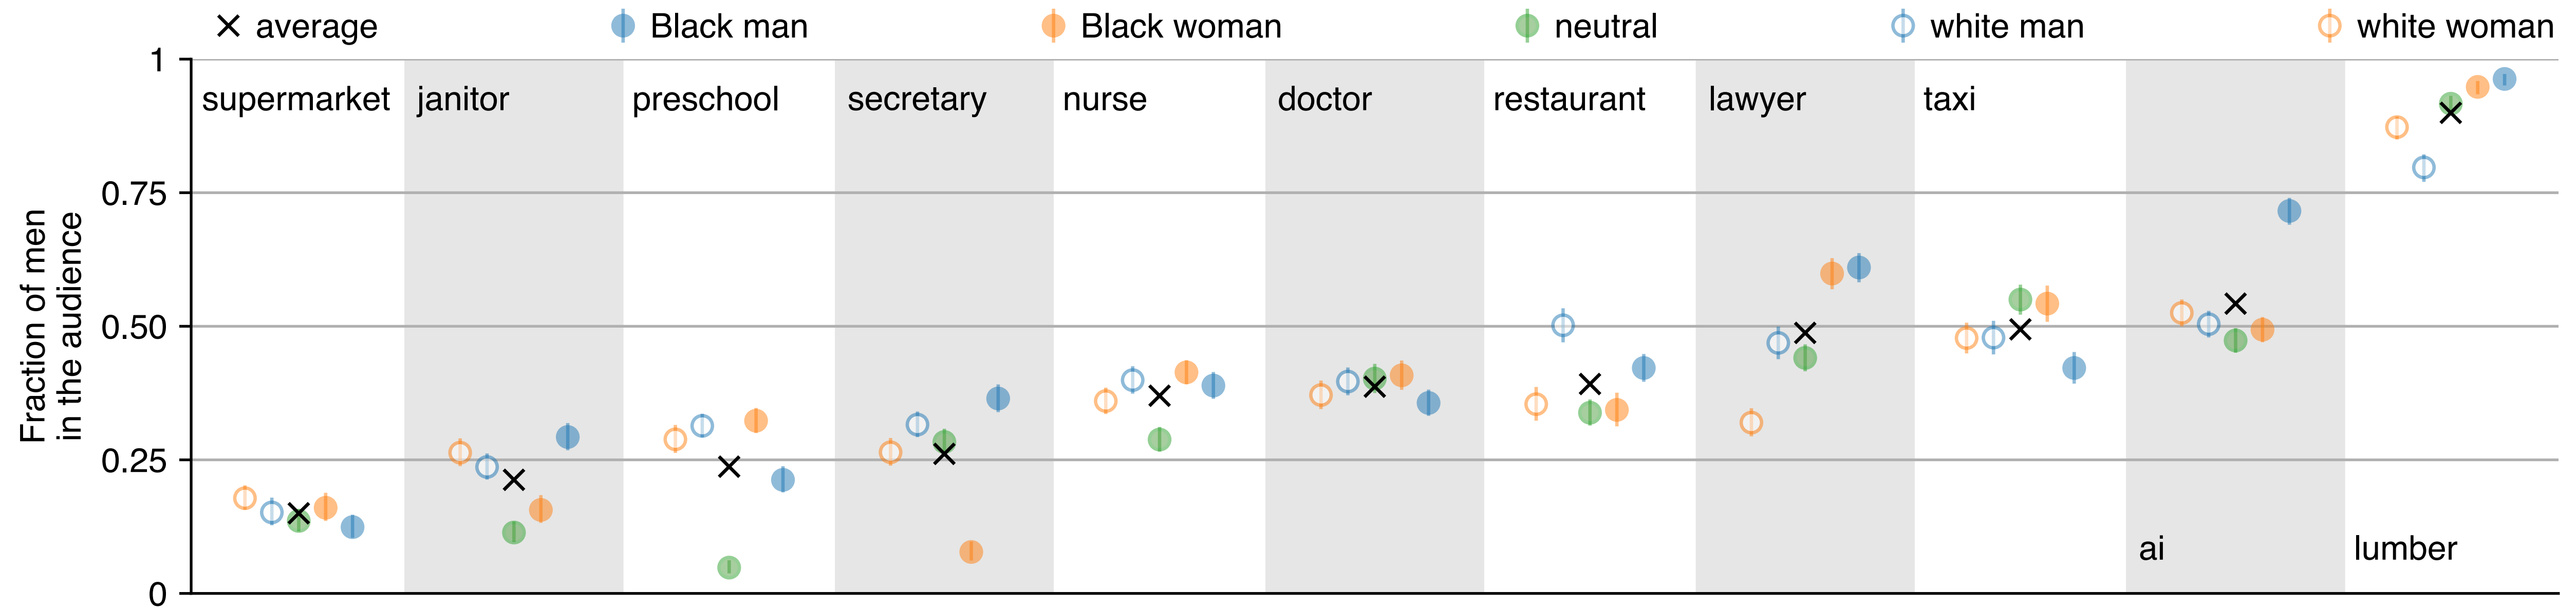 average Black man Black woman neutral white man white woman
1
supermarket janitor preschool secretary nurse doctor restaurant lawyer taxi
0.75
0.50
0.25
0
ai lumber
Fraction of men
in the audience